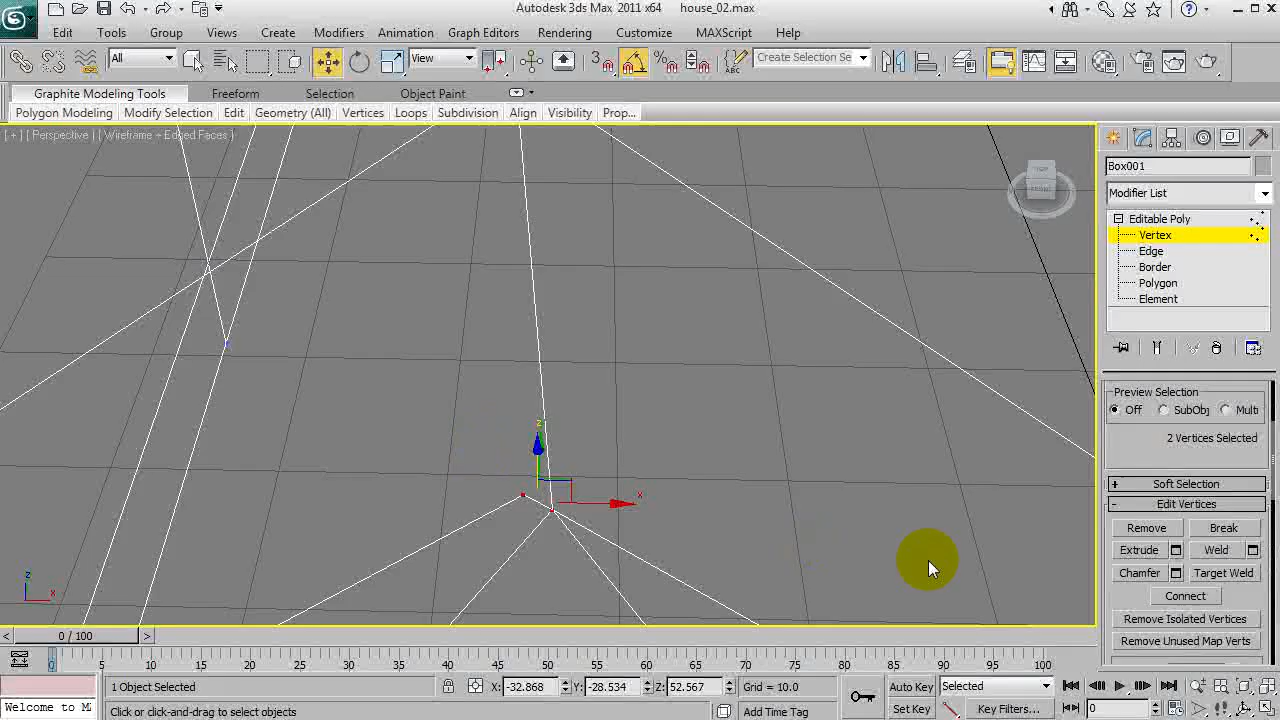 Autodesk 3ds Max 2011 x64 house_02.max
Edit Tools Group Views Create Modifiers Animation Graph Editors Rendering Customize MAXScript Help
All View 3 Create Selection Se
Graphite Modeling Tools Freeform Selection Object Paint
Polygon Modeling Modify Selection Edit Geometry (All) Vertices Loops Subdivision Align Visibility Prop...
[ + ] [ Perspective ] [ Wireframe + Edged Faces ]
Box001
Modifier List
Editable Poly
Vertex
Edge
Border
Polygon
Element
Preview Selection
Off SubObj Multi
2 Vertices Selected
+ Soft Selection
- Edit Vertices
Remove Break
Extrude Weld
Chamfer Target Weld
Connect
Remove Isolated Vertices
Remove Unused Map Verts
z
x
z
x
< 0 / 100 >
0 5 10 15 20 25 30 35 40 45 50 55 60 65 70 75 80 85 90 95 100
1 Object Selected X: -32.868 Y: -28.534 Z: 52.567 Grid = 10.0 Auto Key Selected
Welcome to M Click or click-and-drag to select objects Add Time Tag Set Key Key Filters... 0